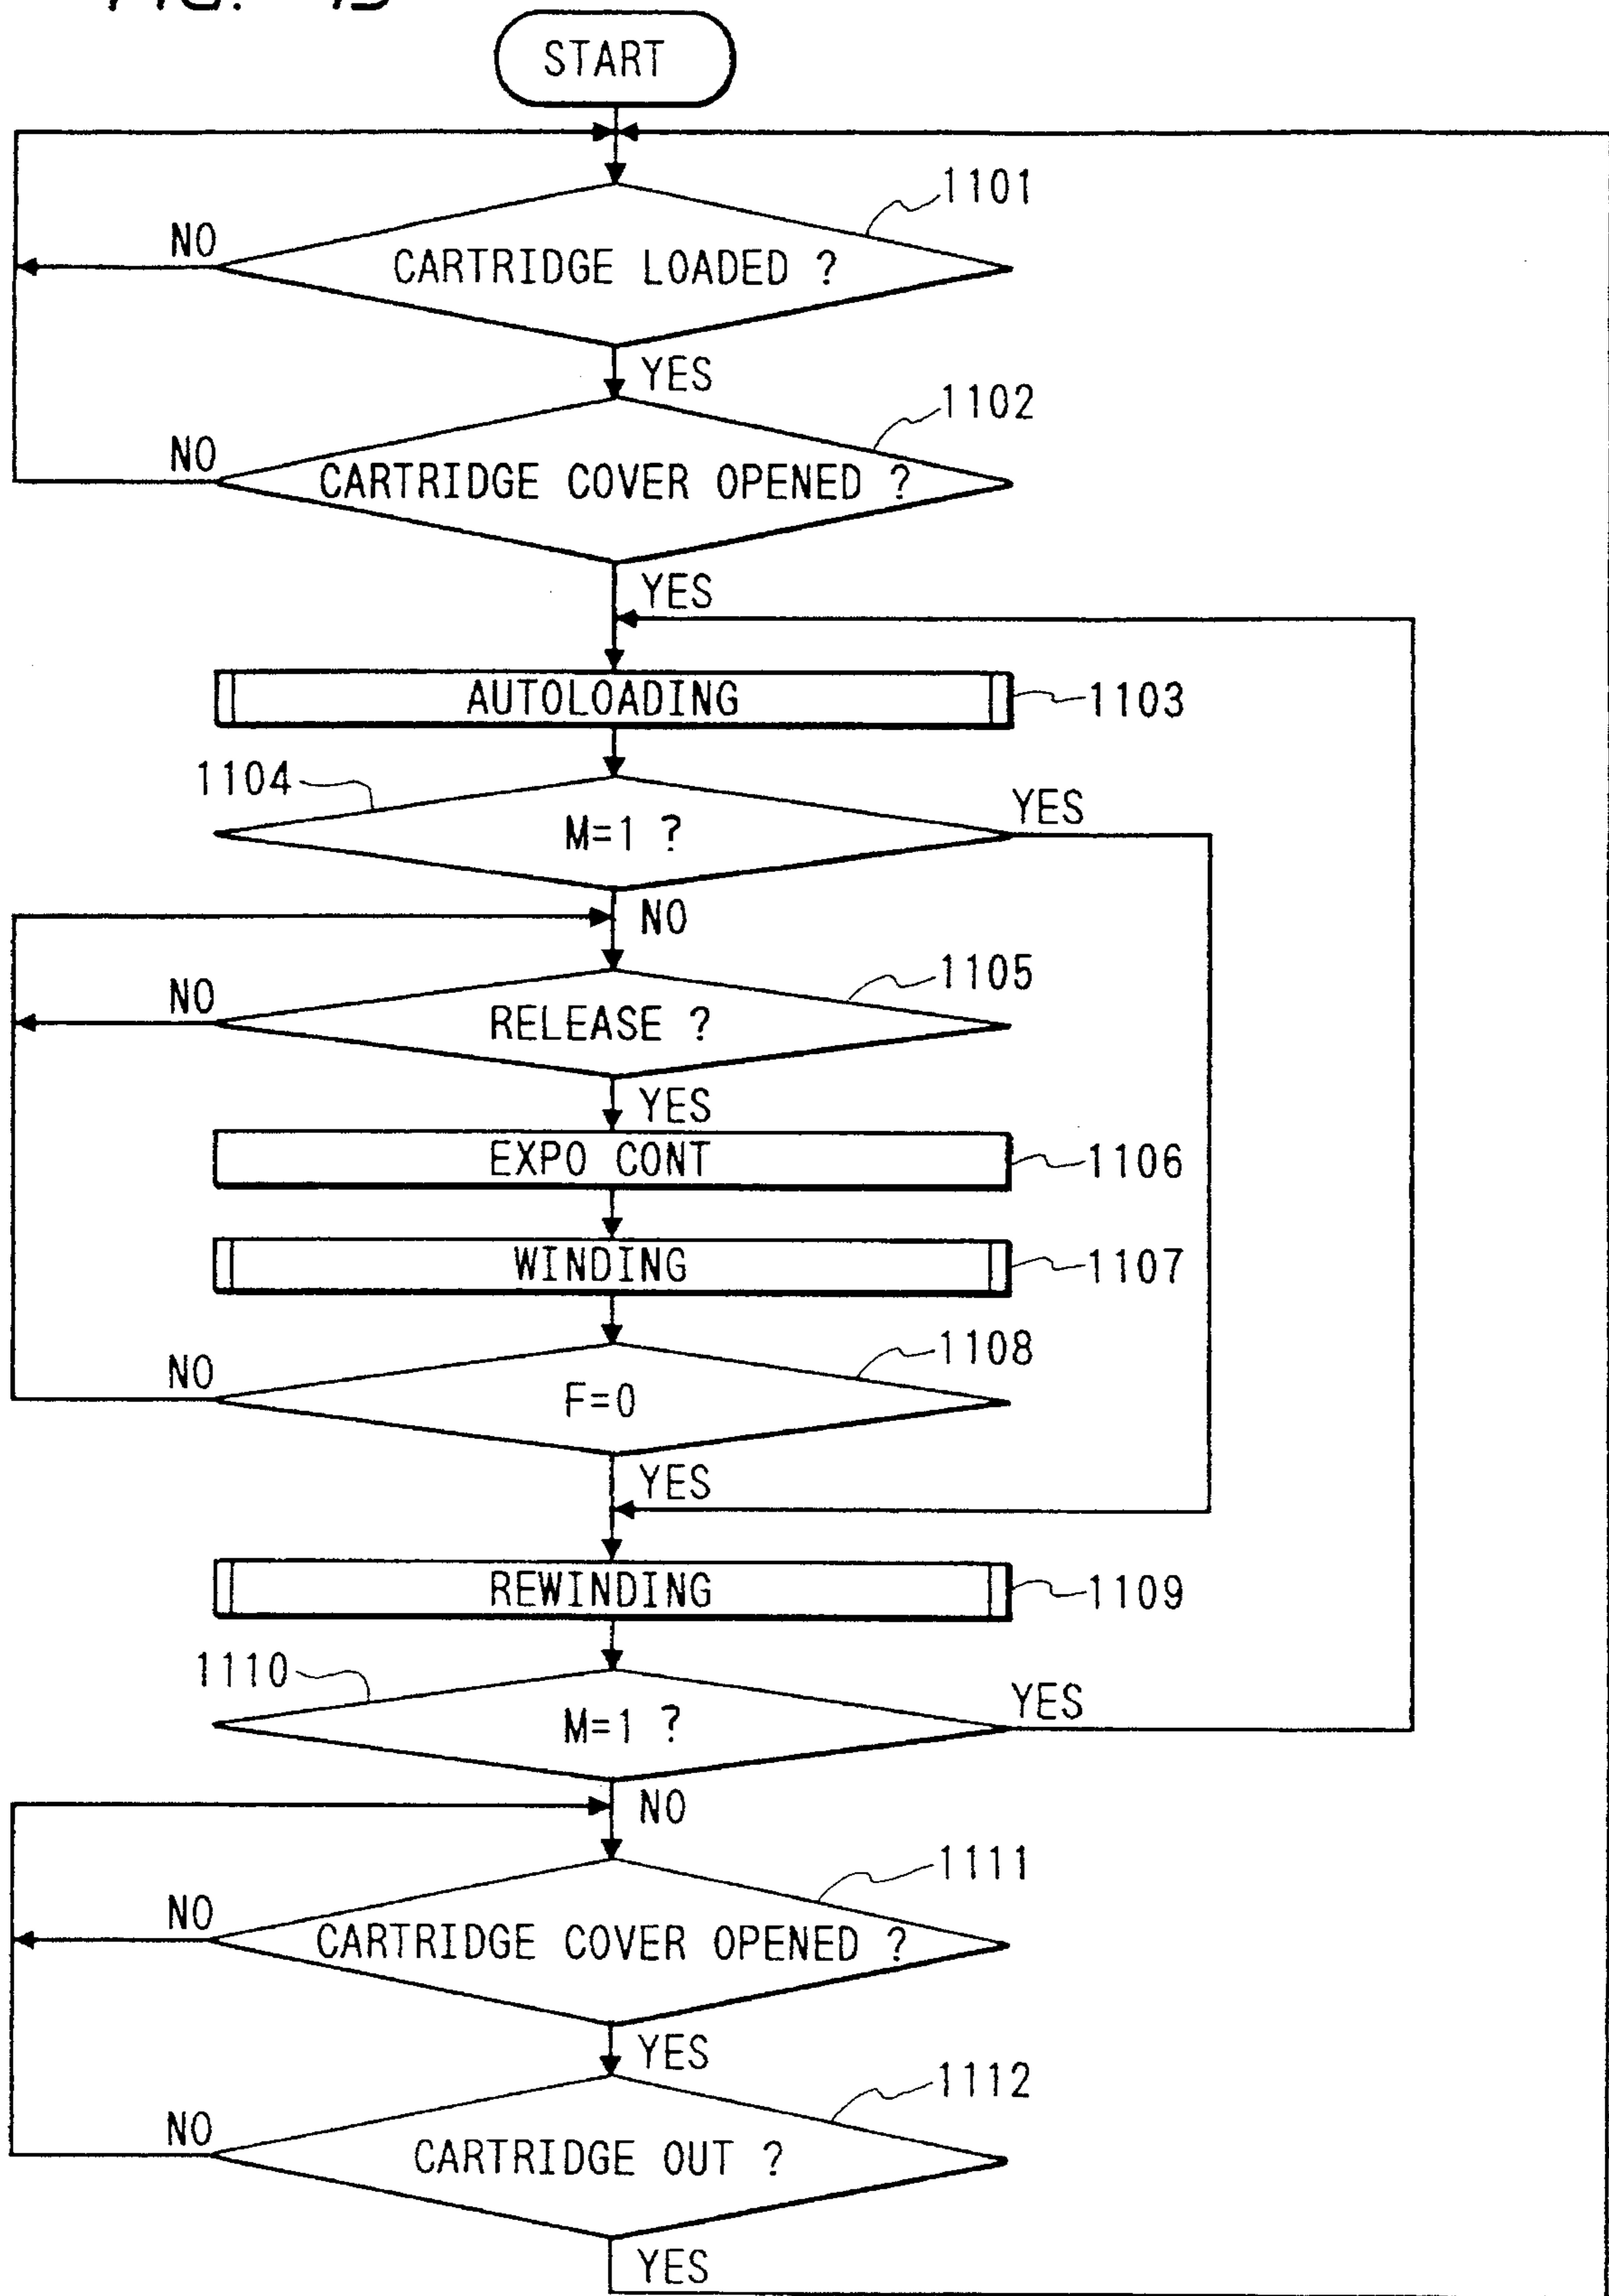 START
1101
NO
CARTRIDGE LOADED ?
YES
1102
NO
CARTRIDGE COVER OPENED ?
YES
AUTOLOADING
1103
1104
YES
M=1 ?
NO
1105
NO
RELEASE ?
YES
EXPO CONT
1106
WINDING
1107
1108
NO
F=0
YES
REWINDING
1109
1110
YES
M=1 ?
NO
1111
NO
CARTRIDGE COVER OPENED ?
YES
1112
NO
CARTRIDGE OUT ?
YES